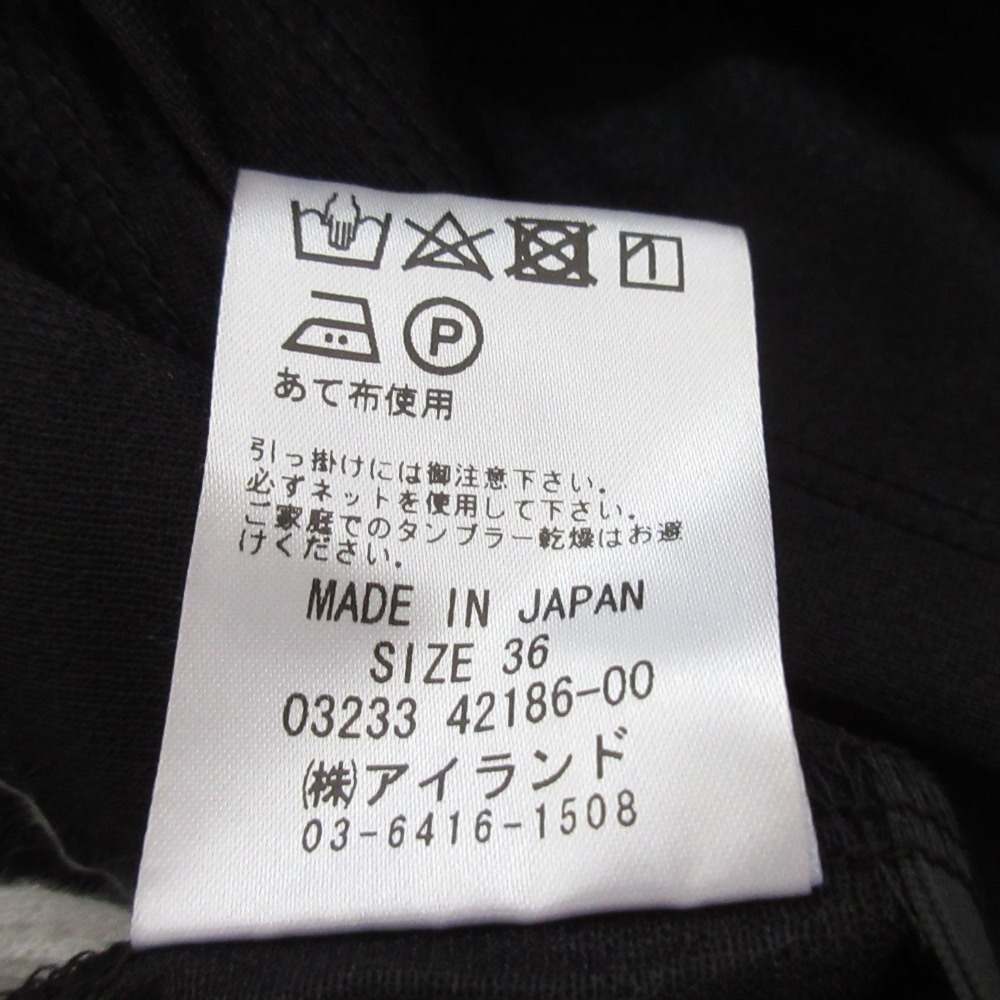 P
あて布使用
引っ掛けには御注意下さい.
必ずネットを使用して下さい.
ご家庭でのタンブラー乾燥はお避
けください.
MADE IN JAPAN
SIZE 36
03233 42186-00
(株)アイランド
03-6416-1508